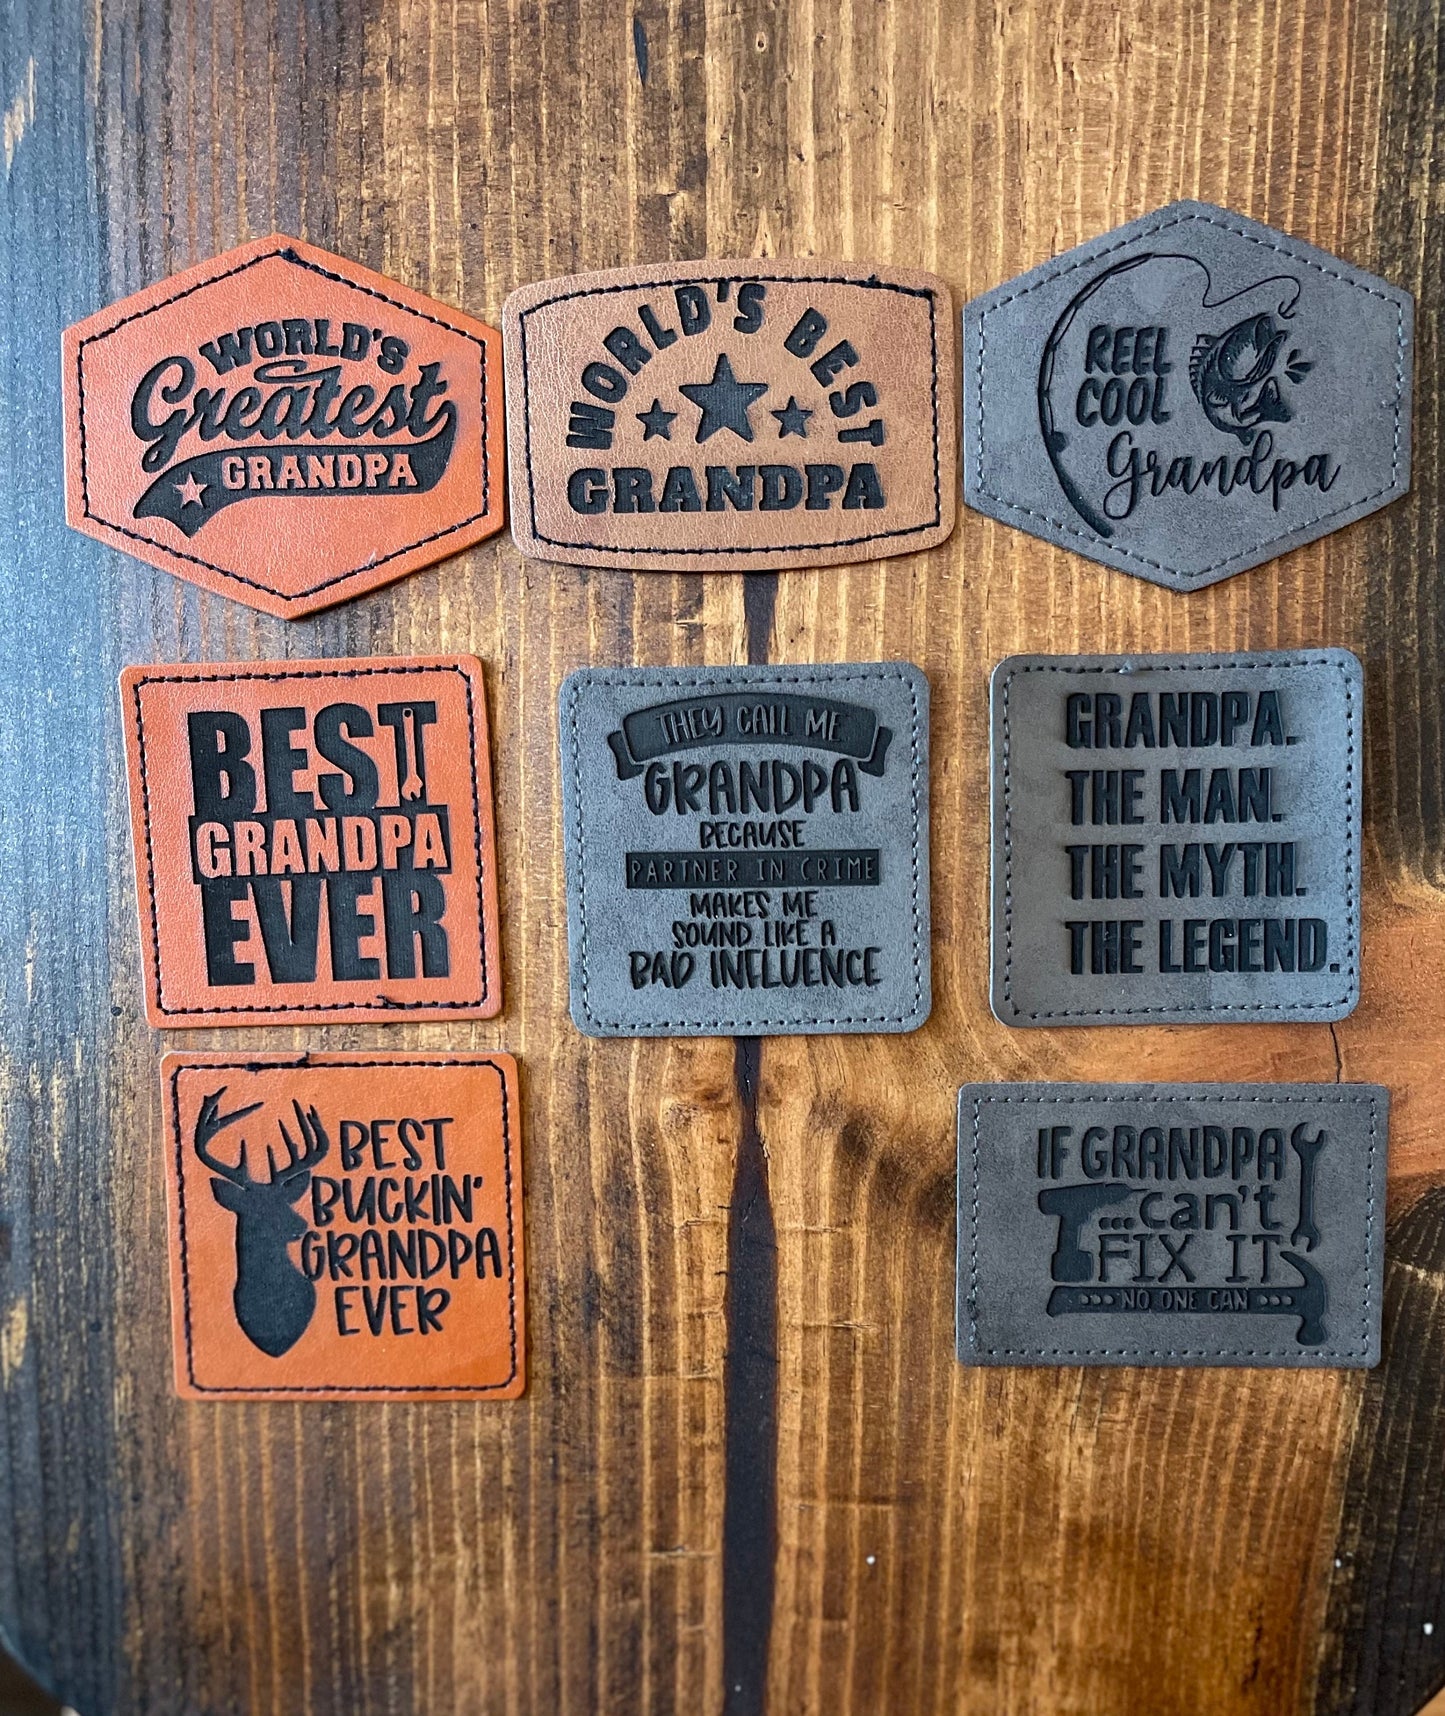 WORLD'S
Greatest
GRANDPA
WORLD'S BEST
GRANDPA
REEL
COOL
Grandpa
BEST
GRANDPA
EVER
THEY CALL ME
GRANDPA
BECAUSE
PARTNER IN CRIME
MAKES ME
SOUND LIKE A
BAD INFLUENCE
GRANDPA.
THE MAN.
THE MYTH.
THE LEGEND.
BEST
BUCKIN'
GRANDPA
EVER
IF GRANDPA
...can't
FIX IT
NO ONE CAN